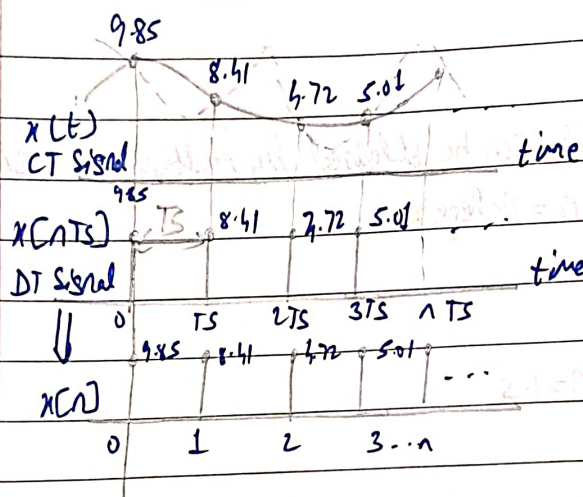 9.85
8.41
4.72 5.01
x(t)
CT Signal
time
9.85
x[nTs] Ts 8.41 4.72 5.01 ....
DT Signal
time
0 Ts 2Ts 3Ts n Ts
9.85 8.41 4.72 5.01 ...
x[n]
0 1 2 3...n